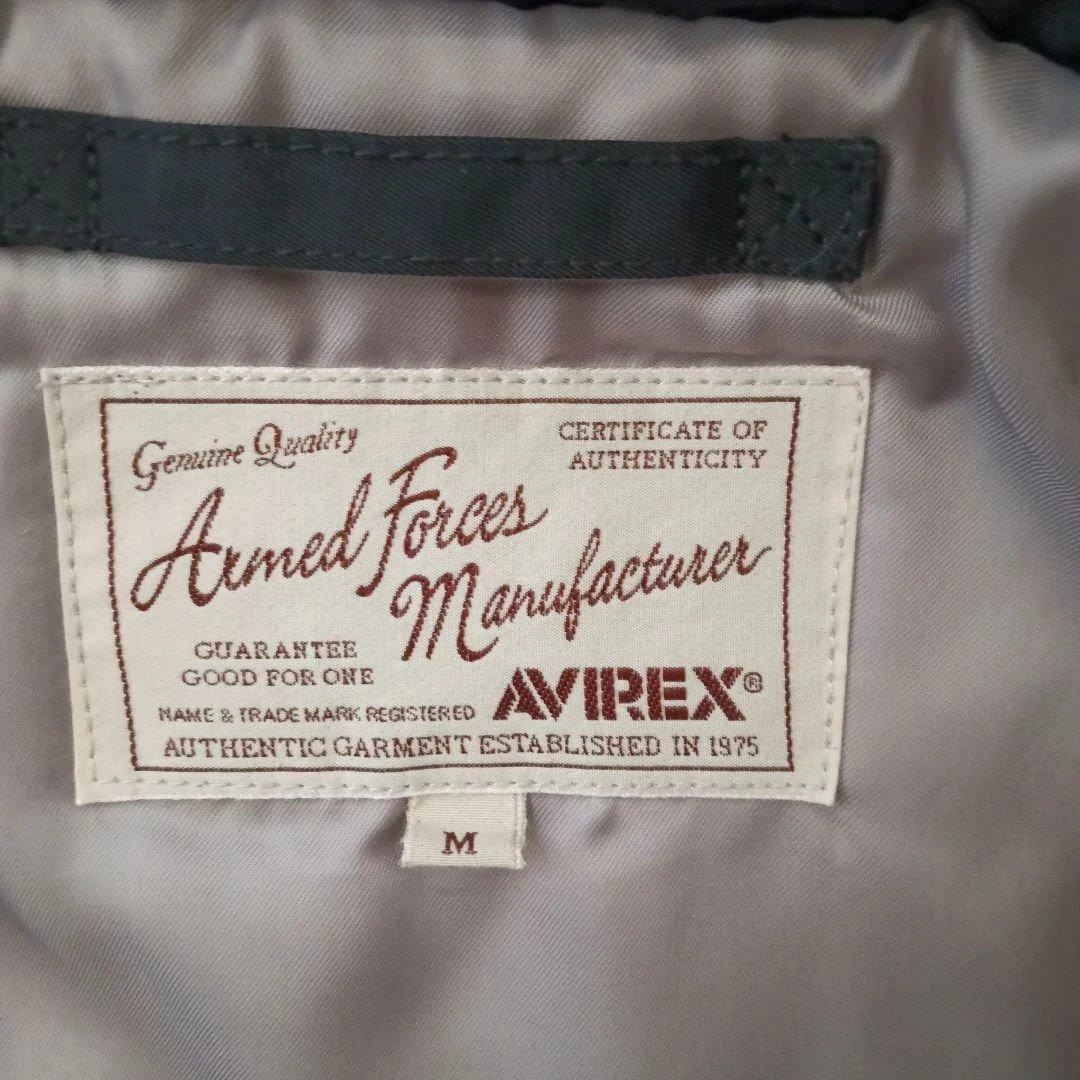 Genuine Quality
CERTIFICATE OF
AUTHENTICITY
Armed Forces
Manufacturer
GUARANTEE
GOOD FOR ONE
NAME & TRADE MARK REGISTERED
AVIREX®
AUTHENTIC GARMENT ESTABLISHED IN 1975
M